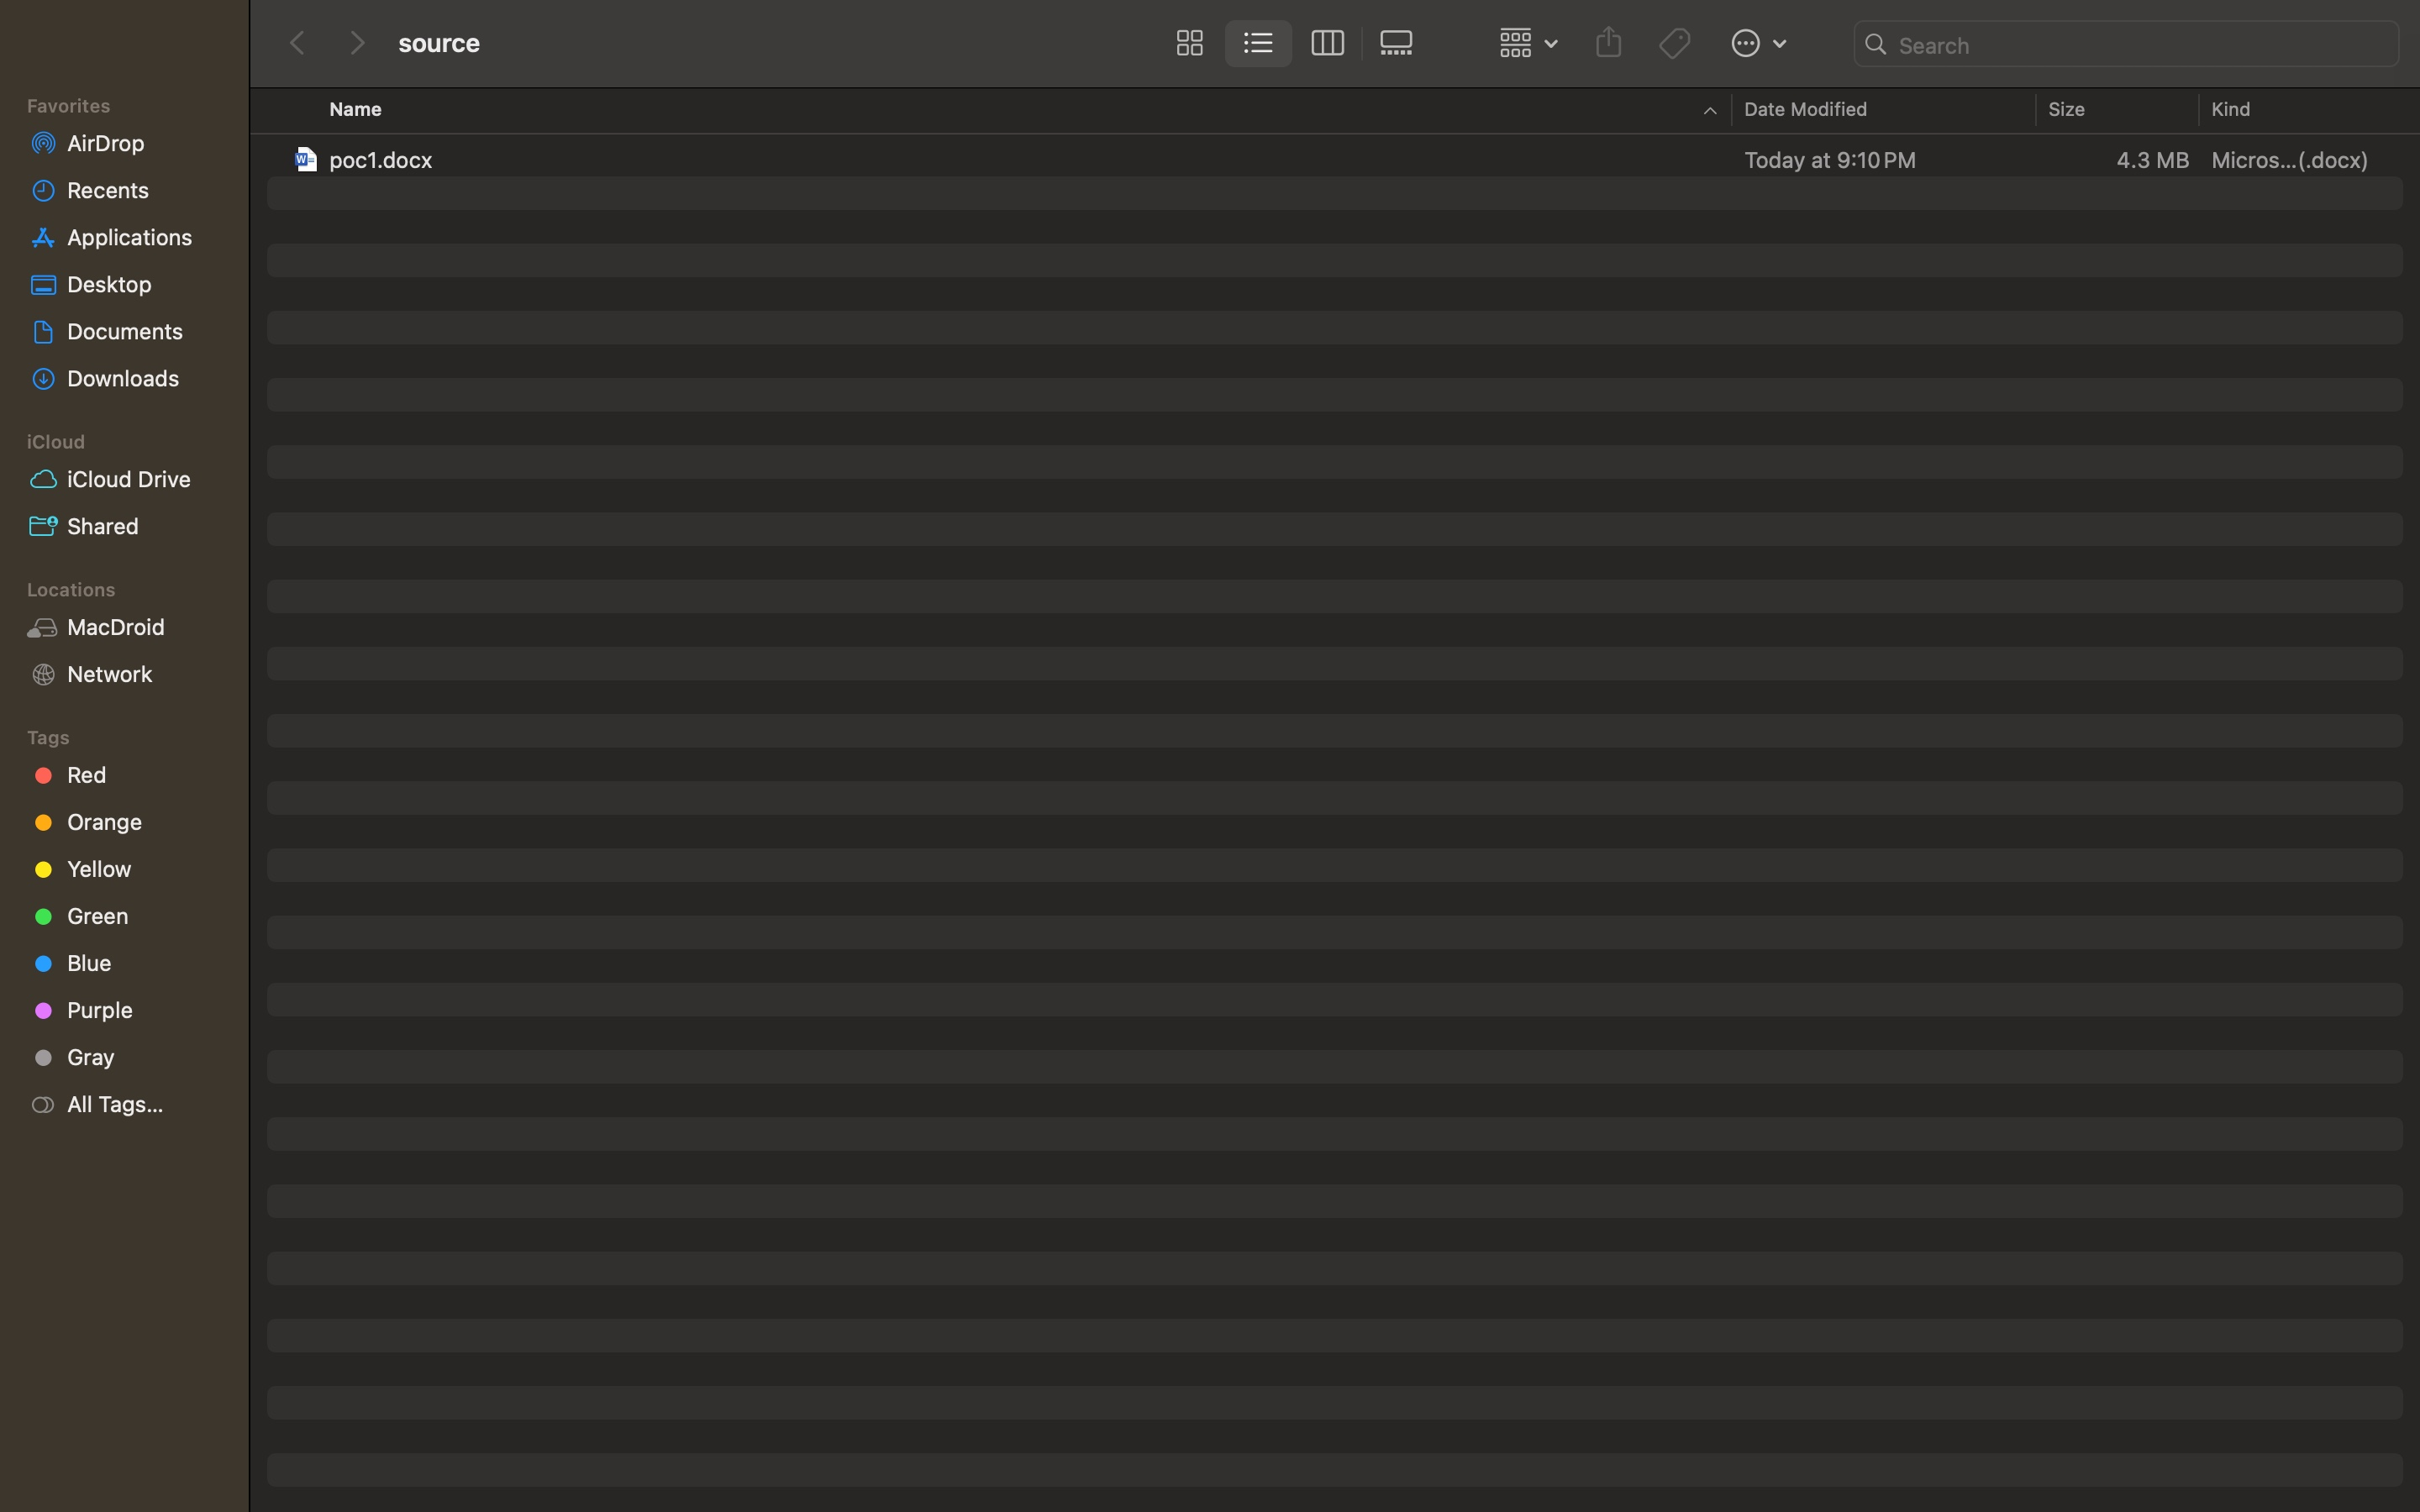 source
Search
Favorites
AirDrop
Recents
Applications
Desktop
Documents
Downloads
iCloud
iCloud Drive
Shared
Locations
MacDroid
Network
Tags
Red
Orange
Yellow
Green
Blue
Purple
Gray
All Tags...
Name Date Modified Size Kind
poc1.docx Today at 9:10 PM 4.3 MB Micros...(.docx)